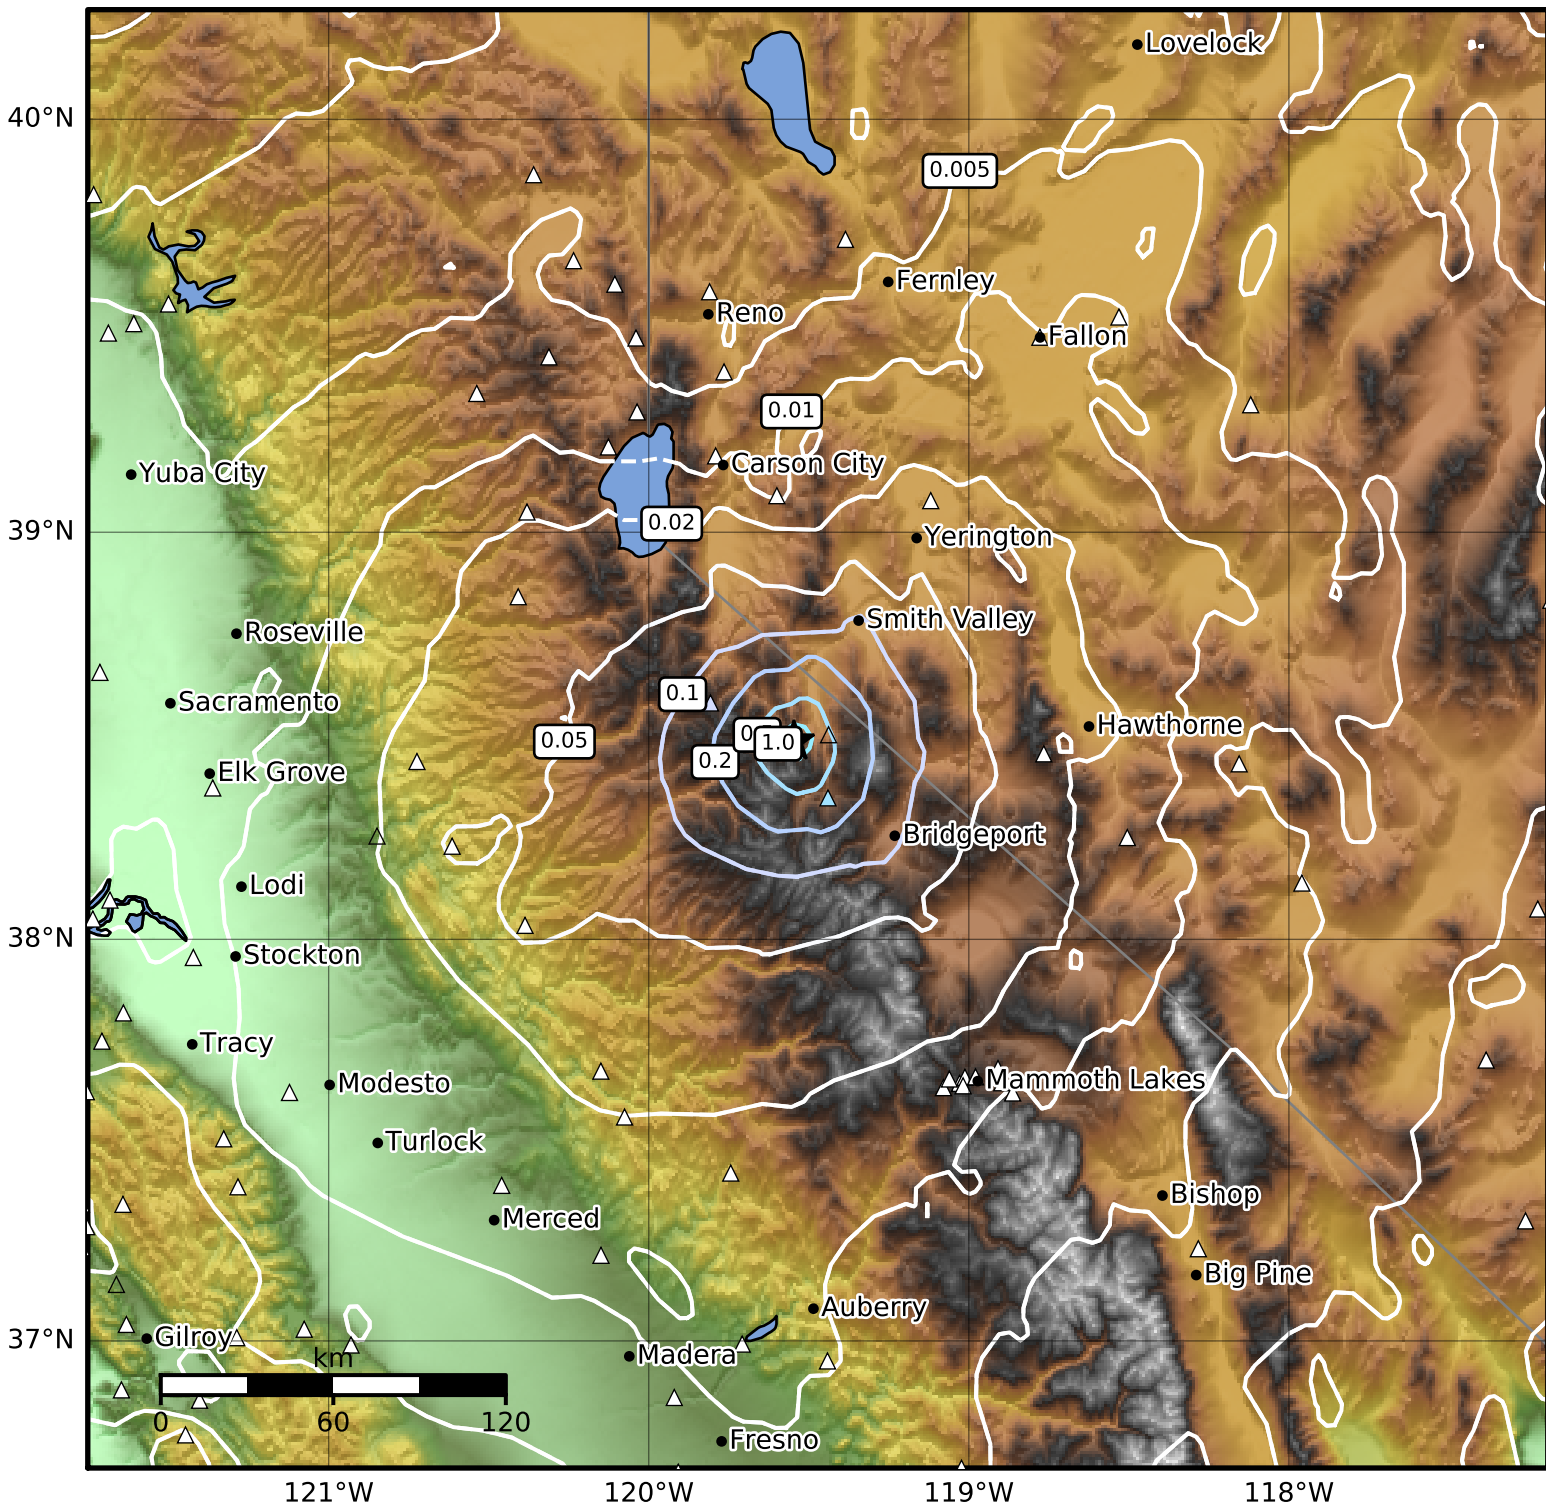 Lovelock
40°N
0.005
Fernley
Reno
Fallon
0.01
Carson City
Yuba City
0.02
39°N
Yerington
Smith Valley
Roseville
0.1
Sacramento
Hawthorne
0.05
1.0
0.2
Elk Grove
Bridgeport
Lodi
38°N
Stockton
Tracy
Mammoth Lakes
Modesto
Turlock
Bishop
Merced
Big Pine
Auberry
37°N
Gilroy
Madera
km
0 60 120
Fresno
121°W 120°W 119°W 118°W